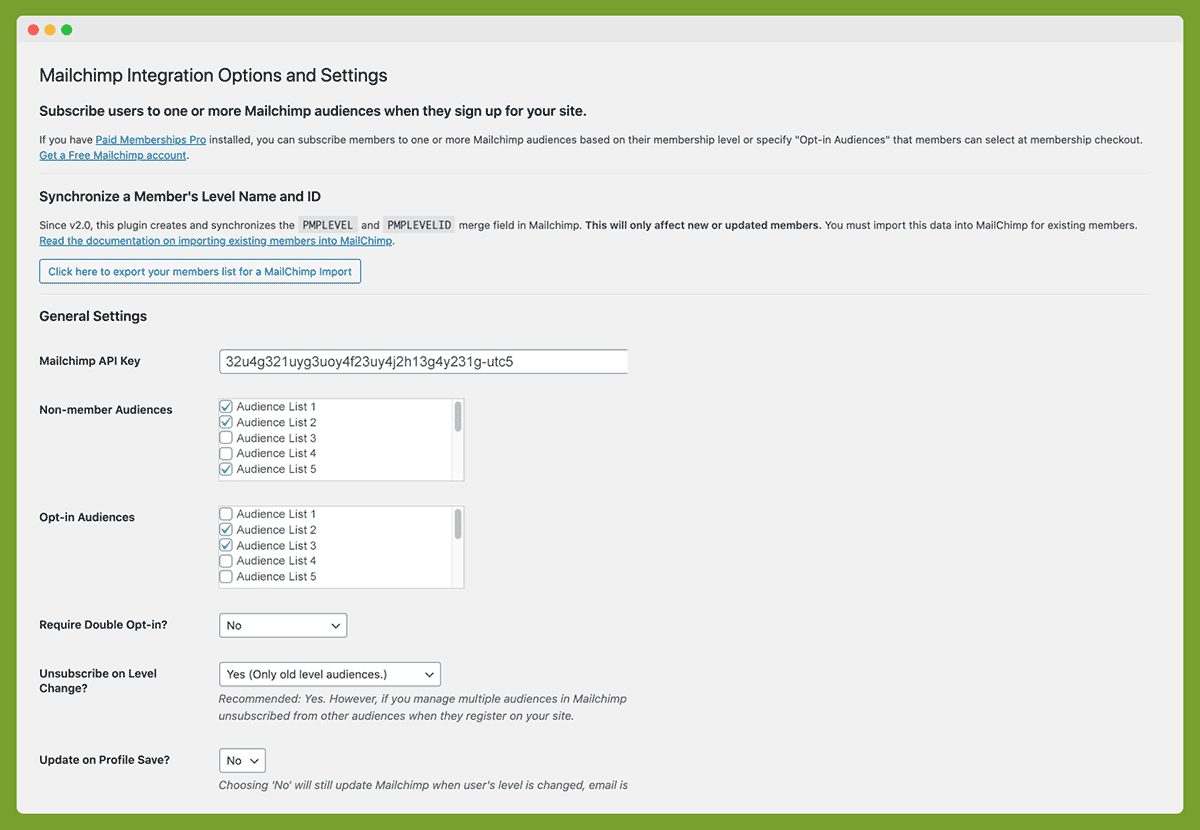 Mailchimp Integration Options and Settings
Subscribe users to one or more Mailchimp audiences when they sign up for your site.
If you have Paid Memberships Pro installed, you can subscribe members to one or more Mailchimp audiences based on their membership level or specify "Opt-in Audiences" that members can select at membership checkout.
Get a Free Mailchimp account.
Synchronize a Member's Level Name and ID
Since v2.0, this plugin creates and synchronizes the PMPLEVEL and PMPLEVELID merge field in Mailchimp. This will only affect new or updated members. You must import this data into MailChimp for existing members.
Read the documentation on importing existing members into MailChimp.
Click here to export your members list for a MailChimp Import
General Settings
Mailchimp API Key
32u4g321uyg3uoy4f23uy4j2h13g4y231g-utc5
Non-member Audiences
Audience List 1
Audience List 2
Audience List 3
Audience List 4
Audience List 5
Opt-in Audiences
Audience List 1
Audience List 2
Audience List 3
Audience List 4
Audience List 5
Require Double Opt-in?
No
Unsubscribe on Level
Change?
Yes (Only old level audiences.)
Recommended: Yes. However, if you manage multiple audiences in Mailchimp
unsubscribed from other audiences when they register on your site.
Update on Profile Save?
No
Choosing 'No' will still update Mailchimp when user's level is changed, email is